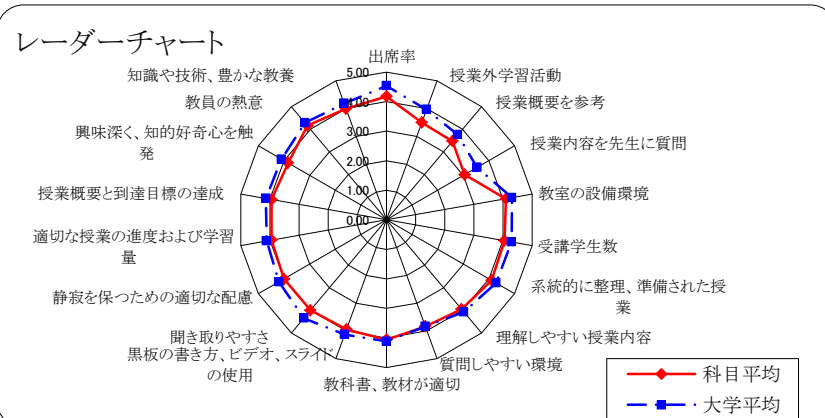 レーダーチャート
出席率
授業外学習活動
授業概要を参考
授業内容を先生に質問
教室の設備環境
受講学生数
系統的に整理、準備された授
業
理解しやすい授業内容
質問しやすい環境
教科書、教材が適切
黒板の書き方、ビデオ、スライド
の使用
聞き取りやすさ
静寂を保つための適切な配慮
適切な授業の進度および学習
量
授業概要と到達目標の達成
興味深く、知的好奇心を触
発
教員の熱意
知識や技術、豊かな教養
5.00
4.00
3.00
2.00
1.00
0.00
科目平均
大学平均